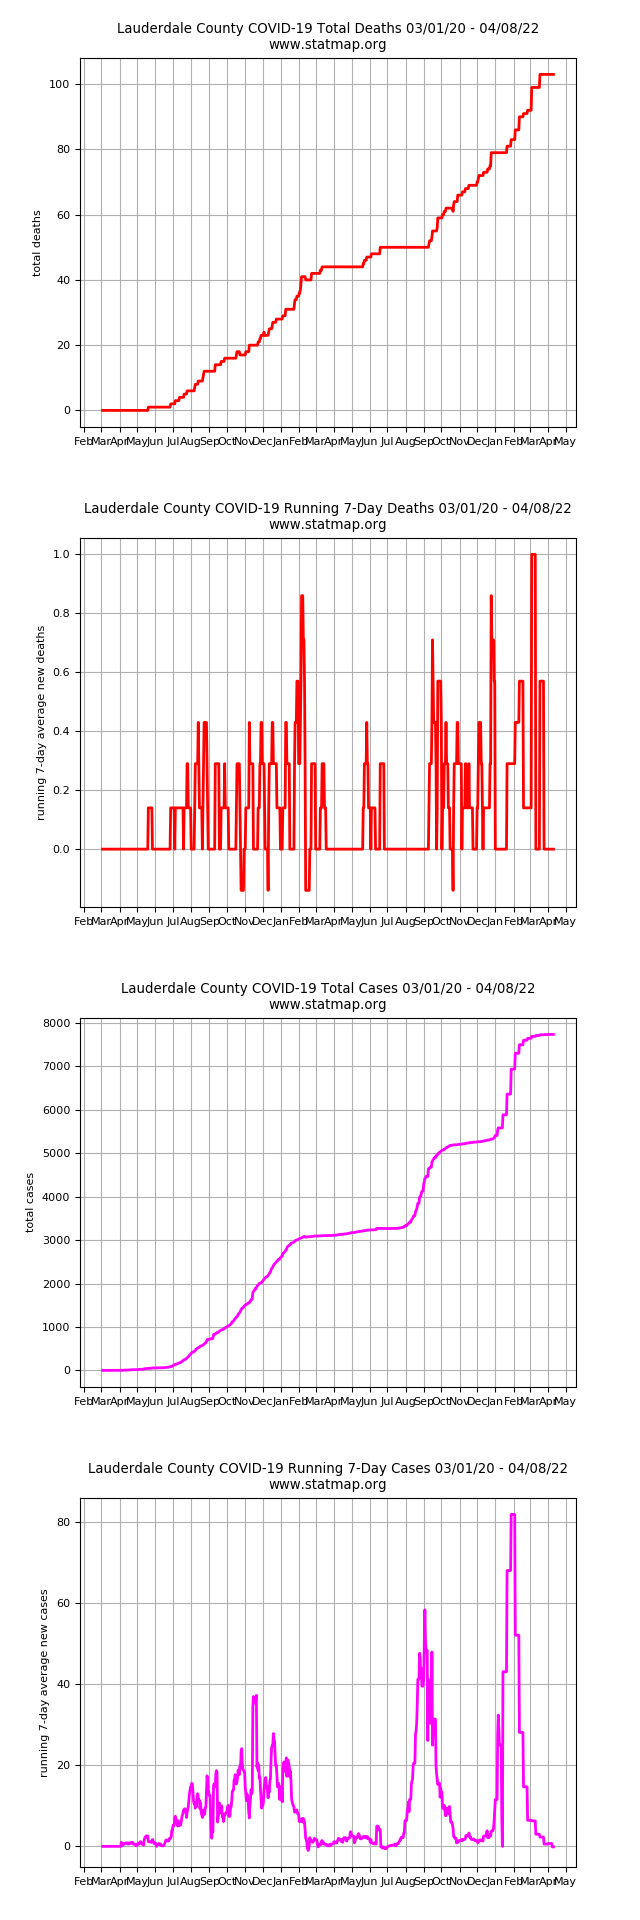 Lauderdale County COVID-19 Total Deaths 03/01/20 - 04/08/22
www.statmap.org
100
80
60
40
20
0
total deaths
Feb Mar Apr May Jun Jul Aug Sep Oct Nov Dec Jan Feb Mar Apr May Jun Jul Aug Sep Oct Nov Dec Jan Feb Mar Apr May
Lauderdale County COVID-19 Running 7-Day Deaths 03/01/20 - 04/08/22
www.statmap.org
1.0
0.8
0.6
0.4
0.2
0.0
running 7-day average new deaths
Feb Mar Apr May Jun Jul Aug Sep Oct Nov Dec Jan Feb Mar Apr May Jun Jul Aug Sep Oct Nov Dec Jan Feb Mar Apr May
Lauderdale County COVID-19 Total Cases 03/01/20 - 04/08/22
www.statmap.org
8000
7000
6000
5000
4000
3000
2000
1000
0
total cases
Feb Mar Apr May Jun Jul Aug Sep Oct Nov Dec Jan Feb Mar Apr May Jun Jul Aug Sep Oct Nov Dec Jan Feb Mar Apr May
Lauderdale County COVID-19 Running 7-Day Cases 03/01/20 - 04/08/22
www.statmap.org
80
60
40
20
0
running 7-day average new cases
Feb Mar Apr May Jun Jul Aug Sep Oct Nov Dec Jan Feb Mar Apr May Jun Jul Aug Sep Oct Nov Dec Jan Feb Mar Apr May